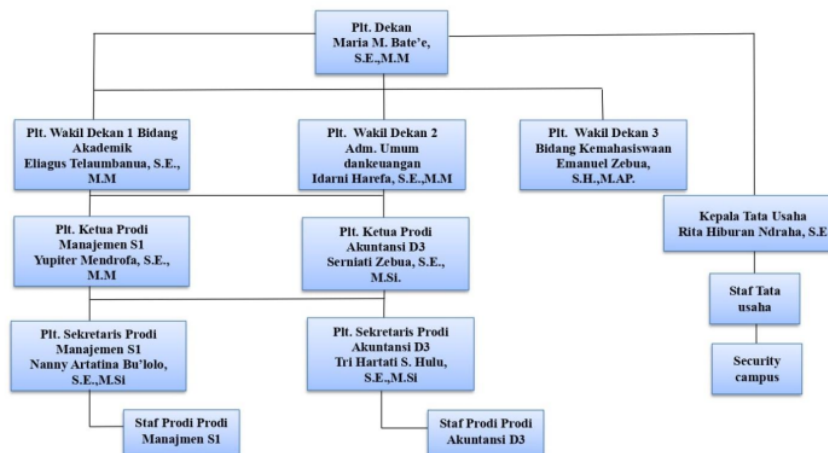 Plt. Dekan
Maria M. Bate'e,
S.E.,M.M
Plt. Wakil Dekan 1 Bidang
Akademik
Eliagus Telaumbanua, S.E.,
M.M
Plt. Wakil Dekan 2
Adm. Umum
dankeuangan
Idarni Harefa, S.E.,M.M
Plt. Wakil Dekan 3
Bidang Kemahasiswaan
Emanuel Zebua,
S.H.,M.AP.
Plt. Ketua Prodi
Manajemen S1
Yupiter Mendrofa, S.E.,
M.M
Plt. Ketua Prodi
Akuntansi D3
Serniati Zebua, S.E.,
M.Si.
Kepala Tata Usaha
Rita Hiburan Ndraha, S.E
Staf Tata
usaha
Security
campus
Plt. Sekretaris Prodi
Manajemen S1
Nanny Artatina Bu'lolo,
S.E.,M.Si
Plt. Sekretaris Prodi
Akuntansi D3
Tri Hartati S. Hulu,
S.E.,M.Si
Staf Prodi Prodi
Manajmen S1
Staf Prodi Prodi
Akuntansi D3